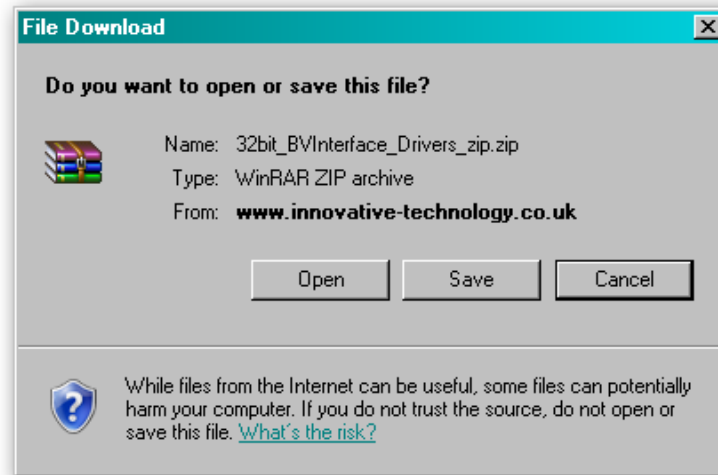 File Download
Do you want to open or save this file?
Name: 32bit_BVInterface_Drivers_zip.zip
Type: WinRAR ZIP archive
From: www.innovative-technology.co.uk
Open Save Cancel
While files from the Internet can be useful, some files can potentially
harm your computer. If you do not trust the source, do not open or
save this file. What's the risk?